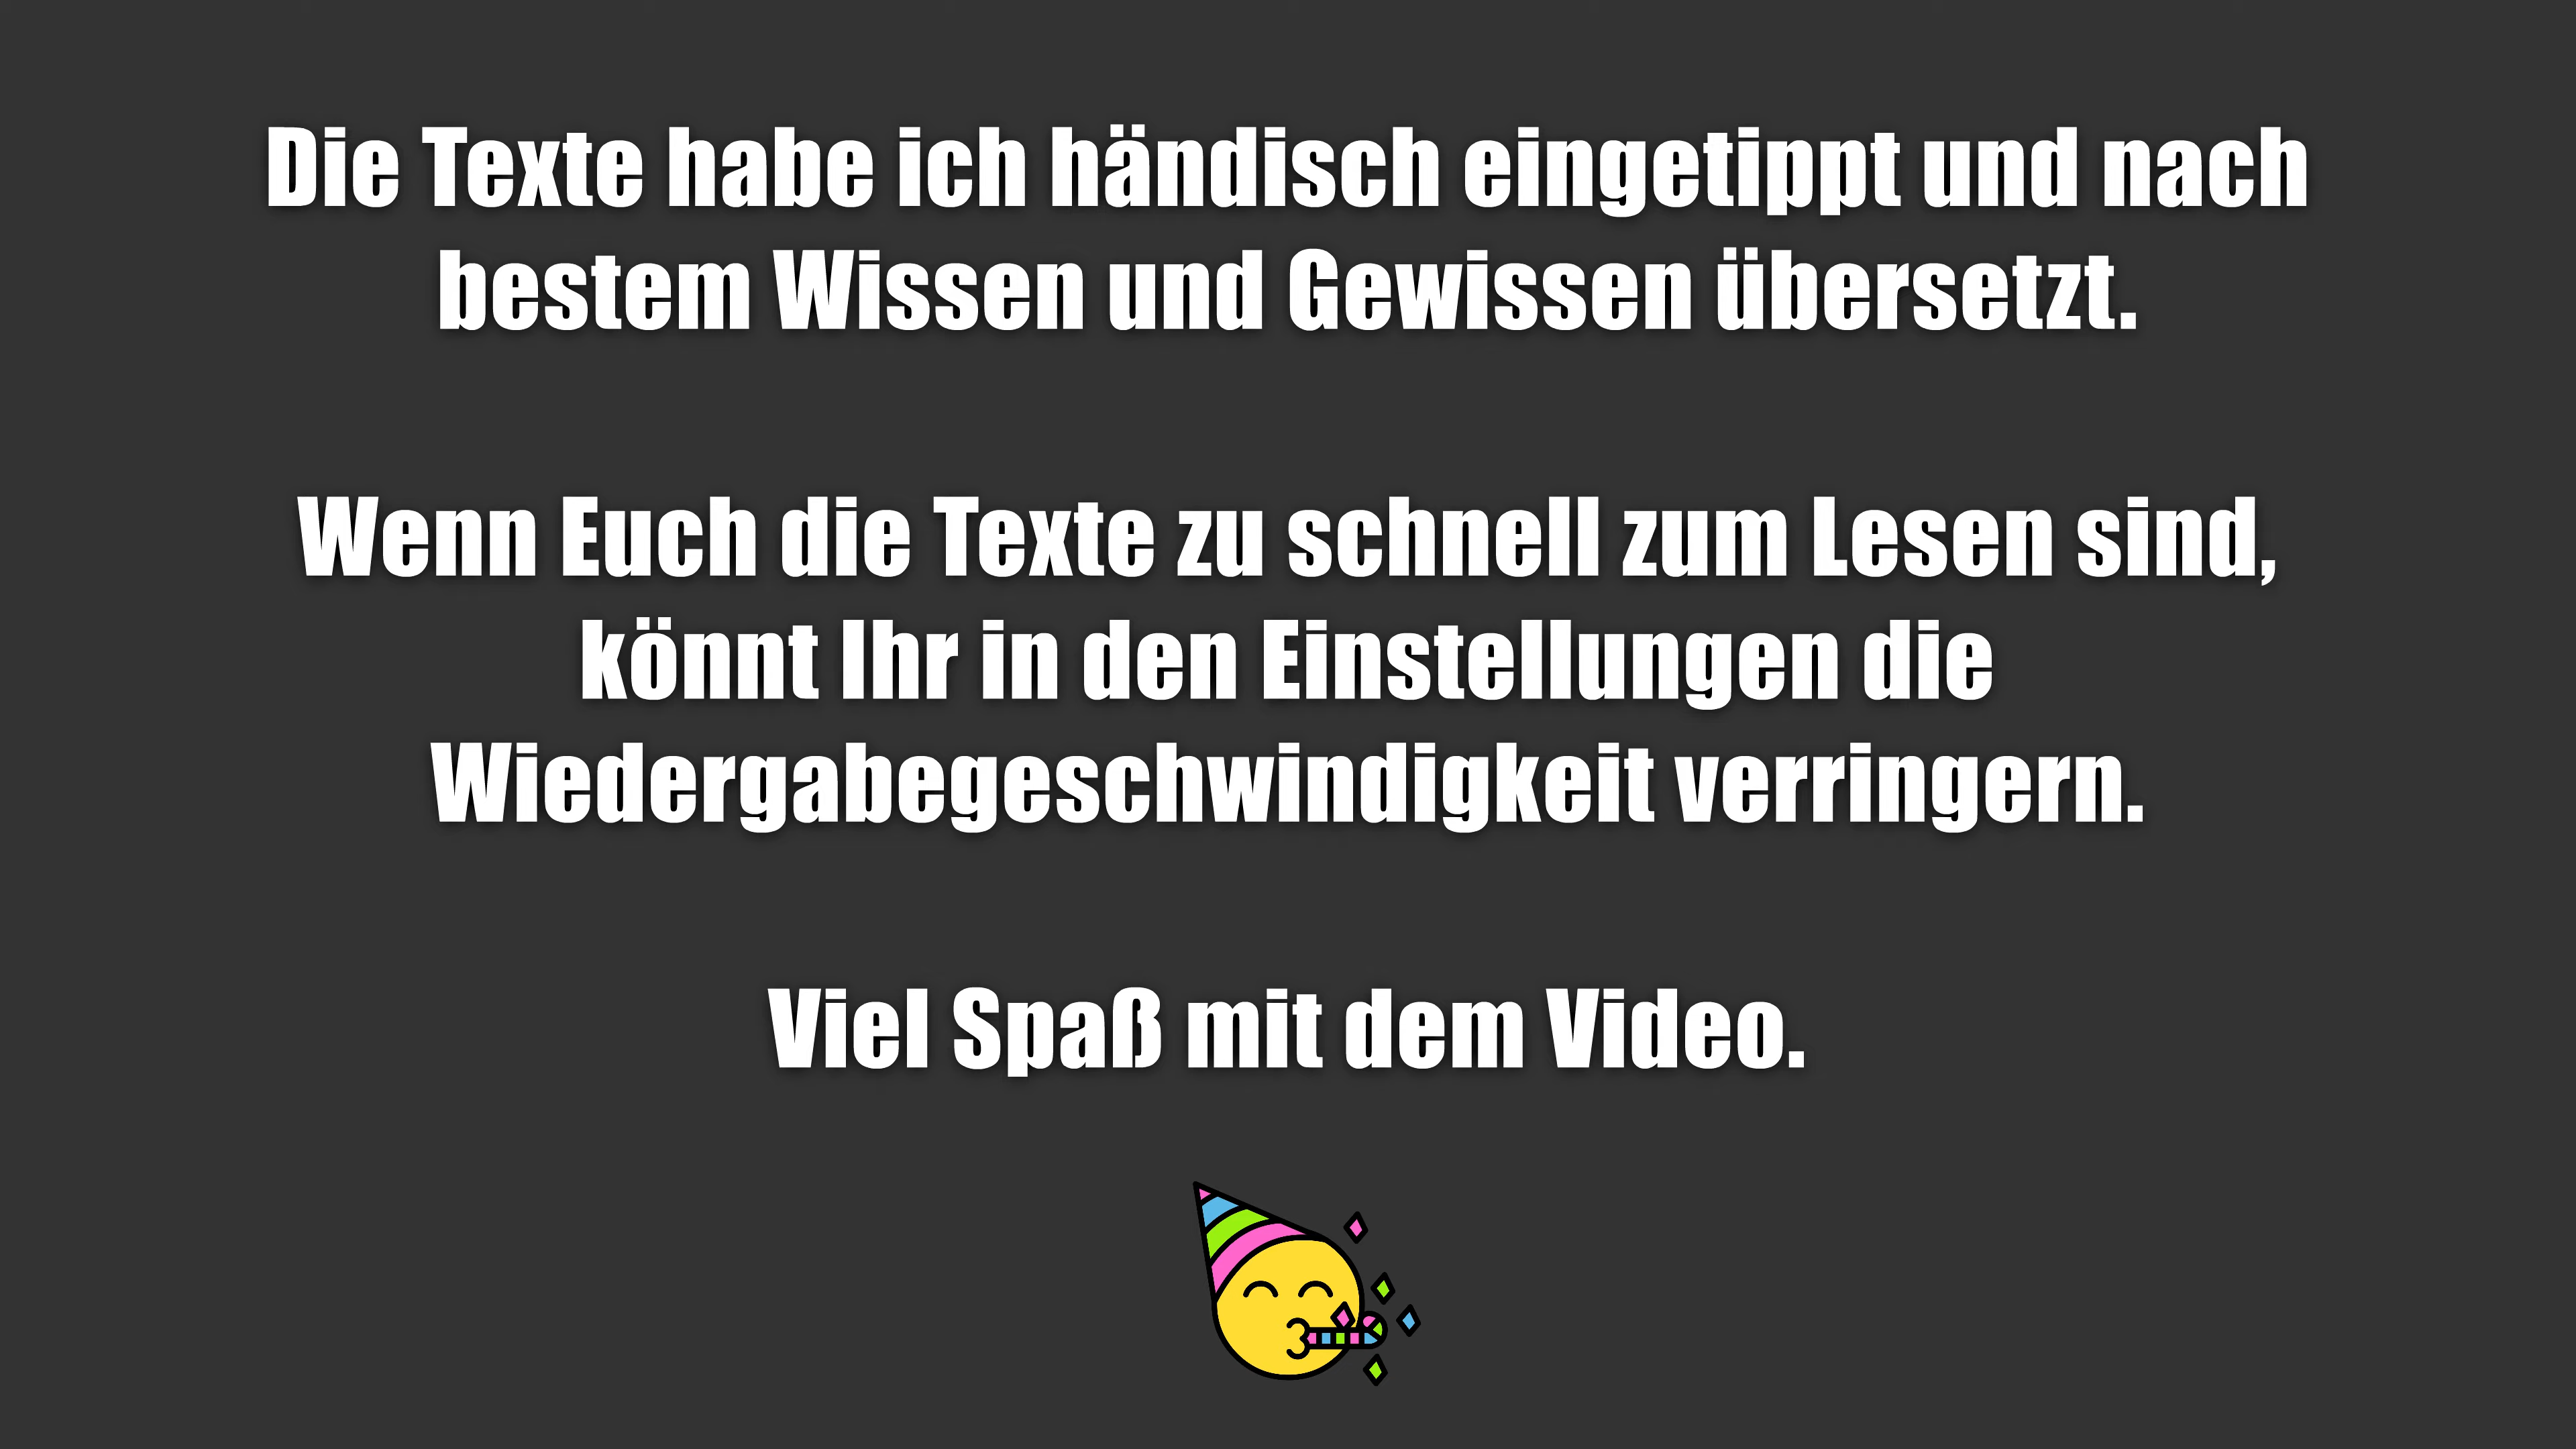 Die Texte habe ich händisch eingetippt und nach
bestem Wissen und Gewissen übersetzt.
Wenn Euch die Texte zu schnell zum Lesen sind,
könnt Ihr in den Einstellungen die
Wiedergabegeschwindigkeit verringern.
Viel Spaß mit dem Video.